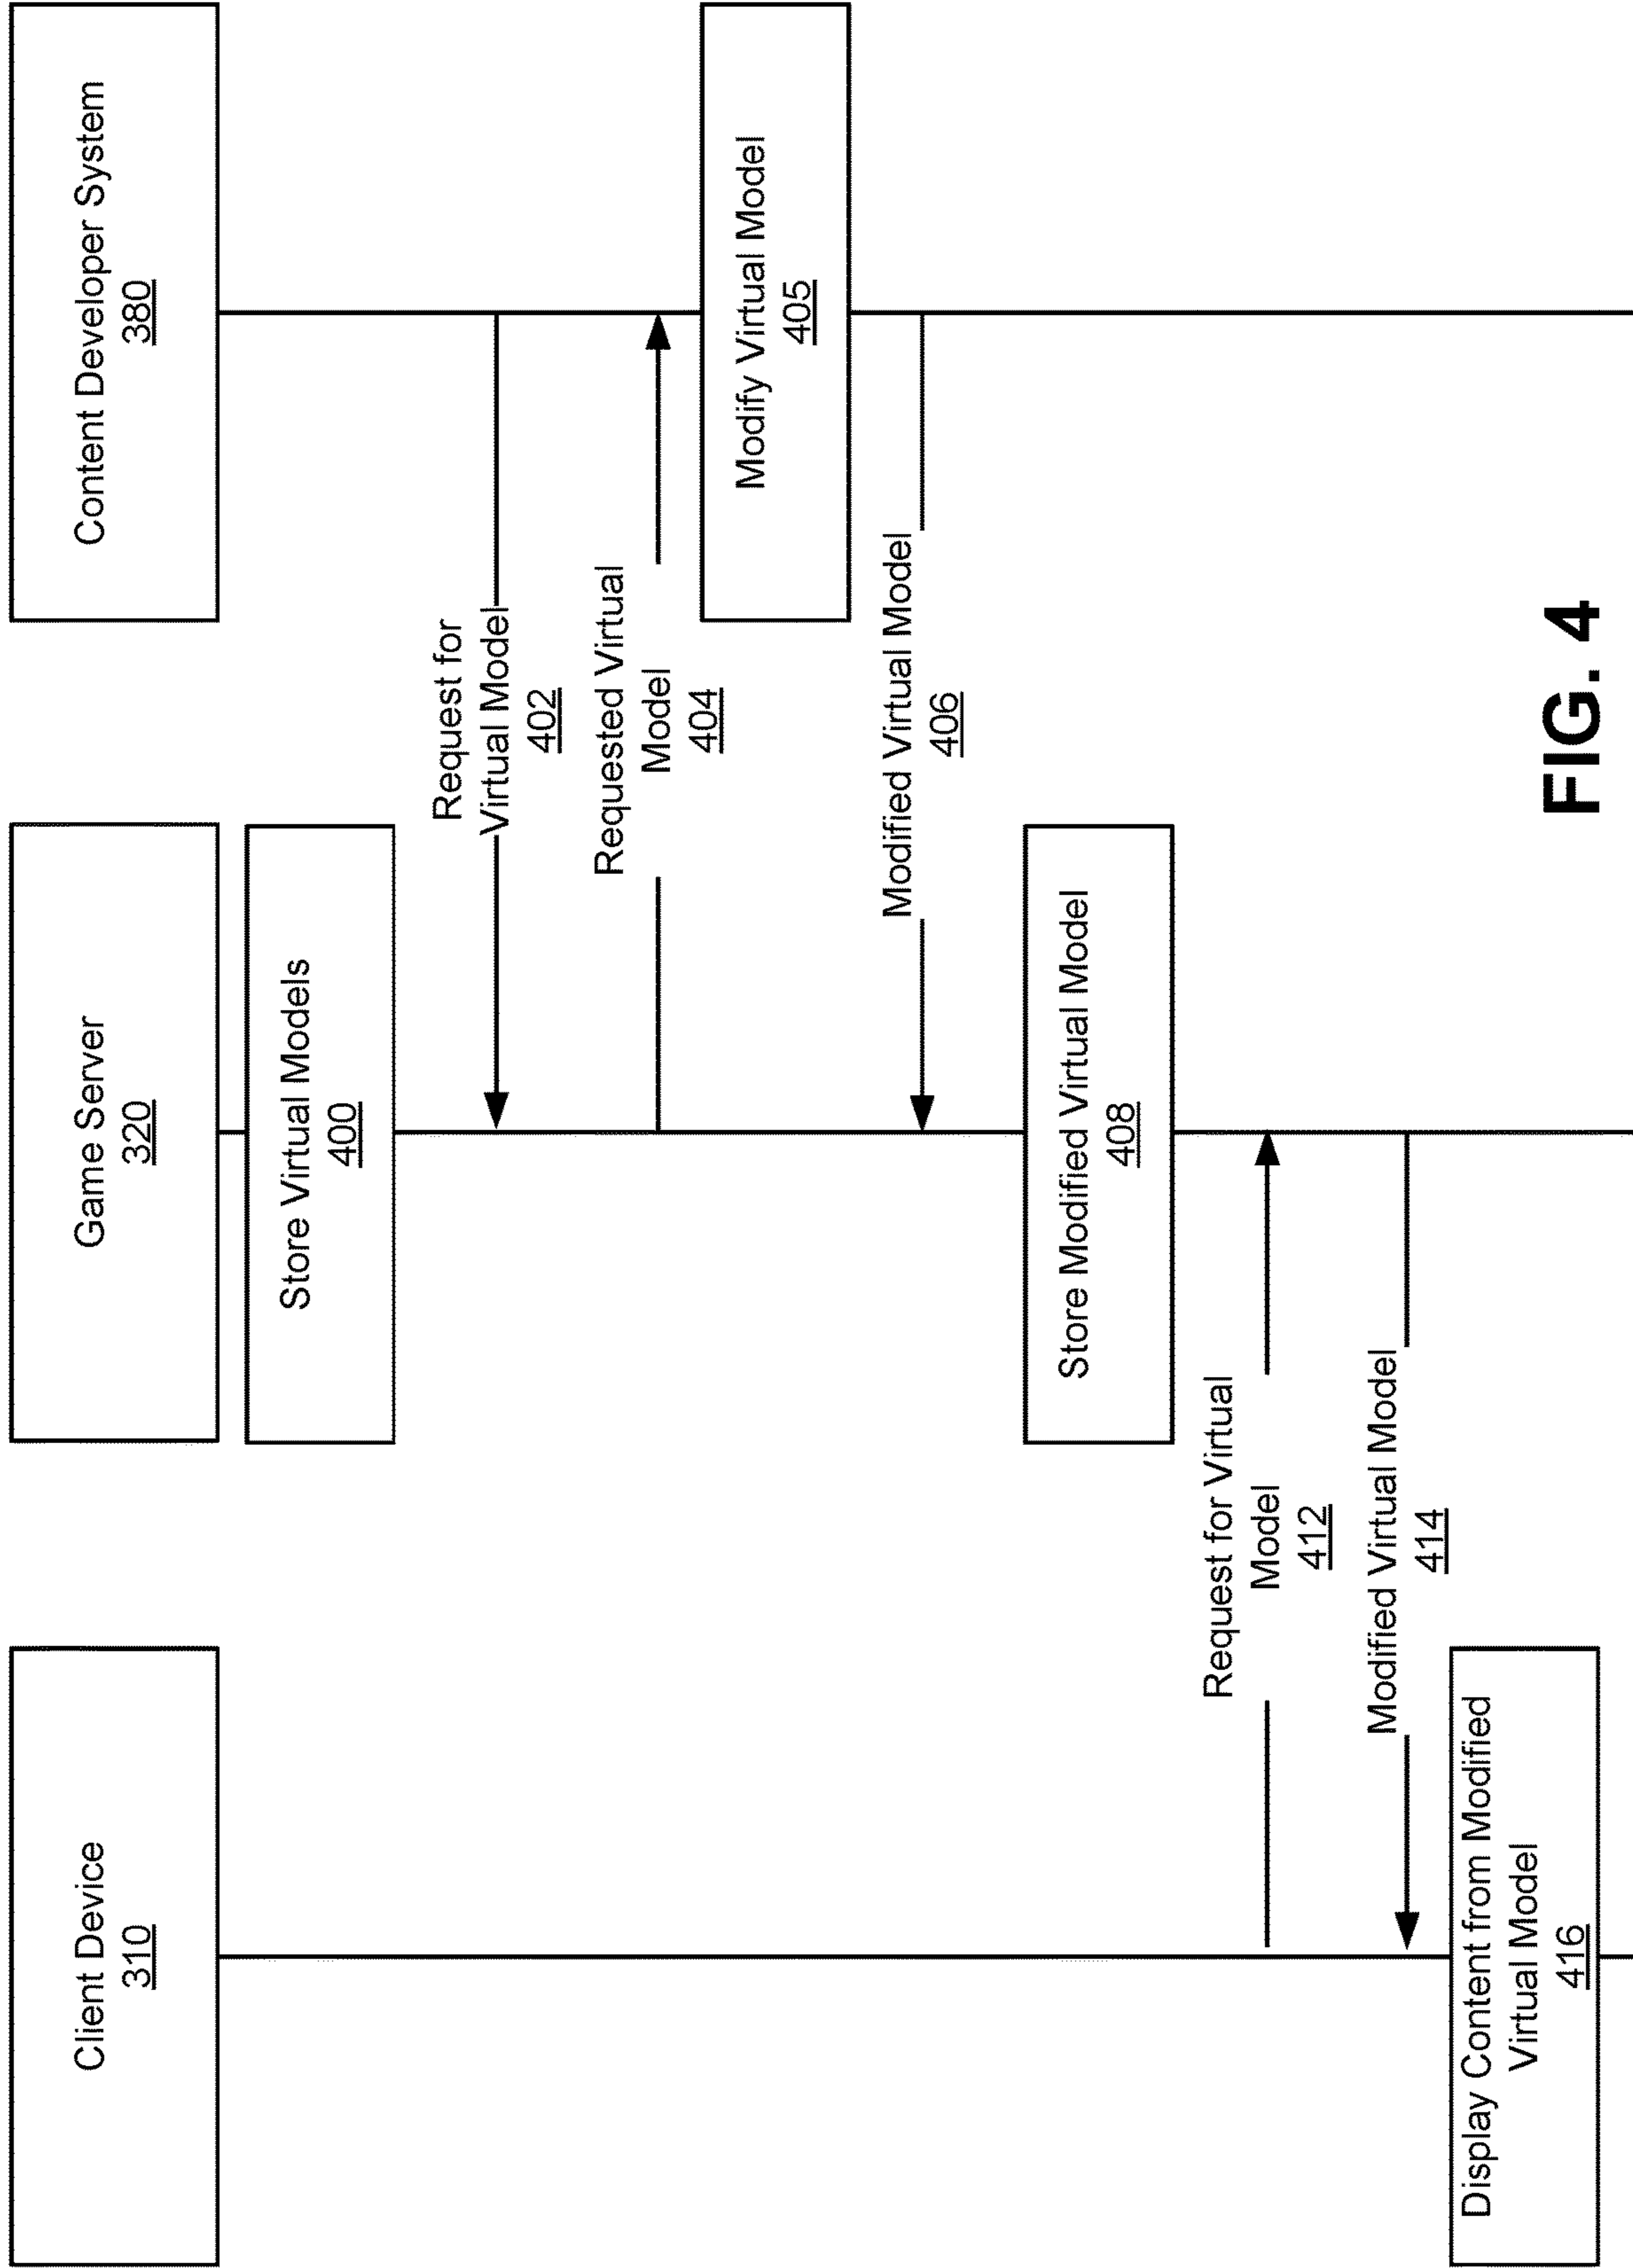 Client Device
310
Game Server
320
Content Developer System
380
Store Virtual Models
400
Request for
Virtual Model
402
Requested Virtual
Model
404
Modify Virtual Model
405
Modified Virtual Model
406
Store Modified Virtual Model
408
Request for Virtual
Model
412
Modified Virtual Model
414
Display Content from Modified
Virtual Model
416
FIG. 4